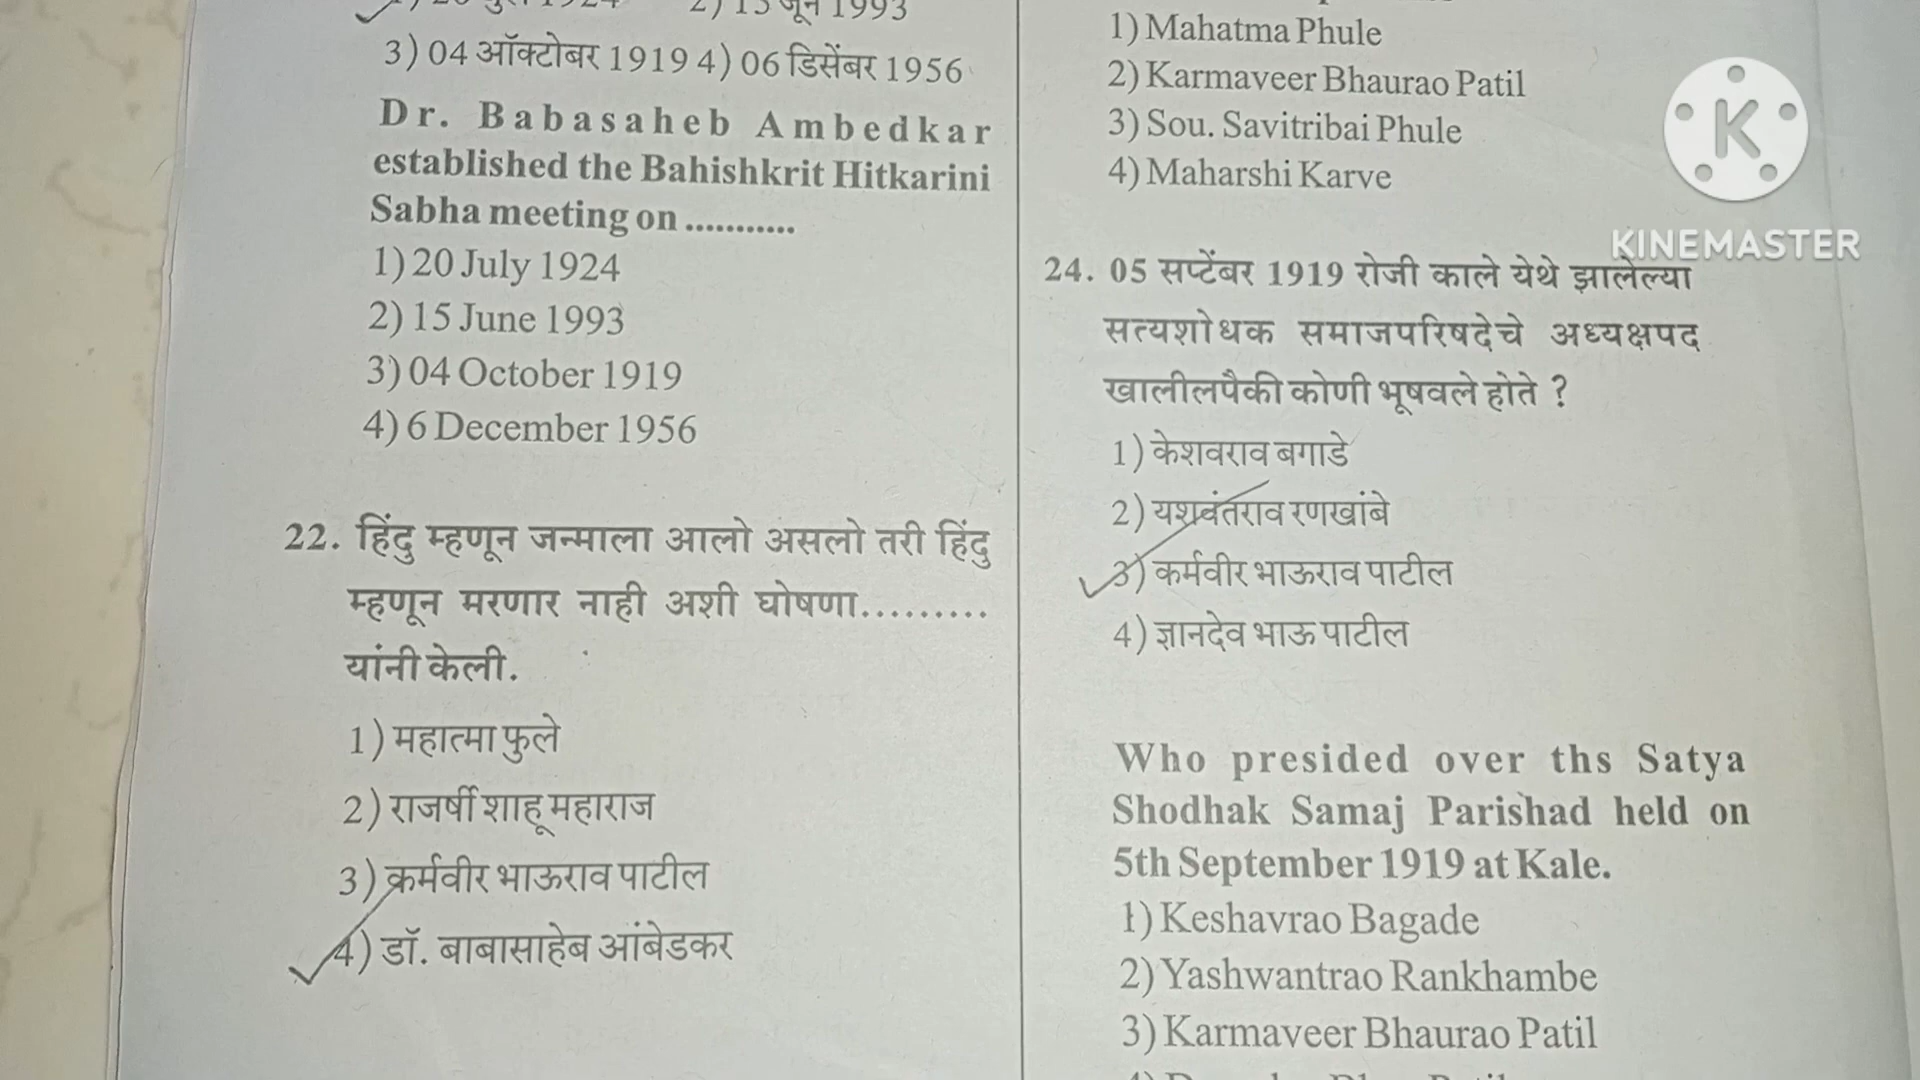 3) 04 ऑक्टोबर 1919 4) 06 डिसेंबर 1956
Dr. Babasaheb Ambedkar
established the Bahishkrit Hitkarini
Sabha meeting on ...........
1) 20 July 1924
2) 15 June 1993
3) 04 October 1919
4) 6 December 1956
22. हिंदु म्हणून जन्माला आलो असलो तरी हिंदु
म्हणून मरणार नाही अशी घोषणा.........
यांनी केली.
1) महात्मा फुले
2) राजर्षी शाहू महाराज
3) कर्मवीर भाऊराव पाटील
4) डॉ. बाबासाहेब आंबेडकर
1) Mahatma Phule
2) Karmaveer Bhaurao Patil
3) Sou. Savitribai Phule
4) Maharshi Karve
24. 05 सप्टेंबर 1919 रोजी काले येथे झालेल्या
सत्यशोधक समाजपरिषदेचे अध्यक्षपद
खालीलपैकी कोणी भूषवले होते ?
1) केशवराव बगाडे
2) यशवंतराव रणखांबे
3) कर्मवीर भाऊराव पाटील
4) ज्ञानदेव भाऊ पाटील
Who presided over ths Satya
Shodhak Samaj Parishad held on
5th September 1919 at Kale.
1) Keshavrao Bagade
2) Yashwantrao Rankhambe
3) Karmaveer Bhaurao Patil
K
KINEMASTER